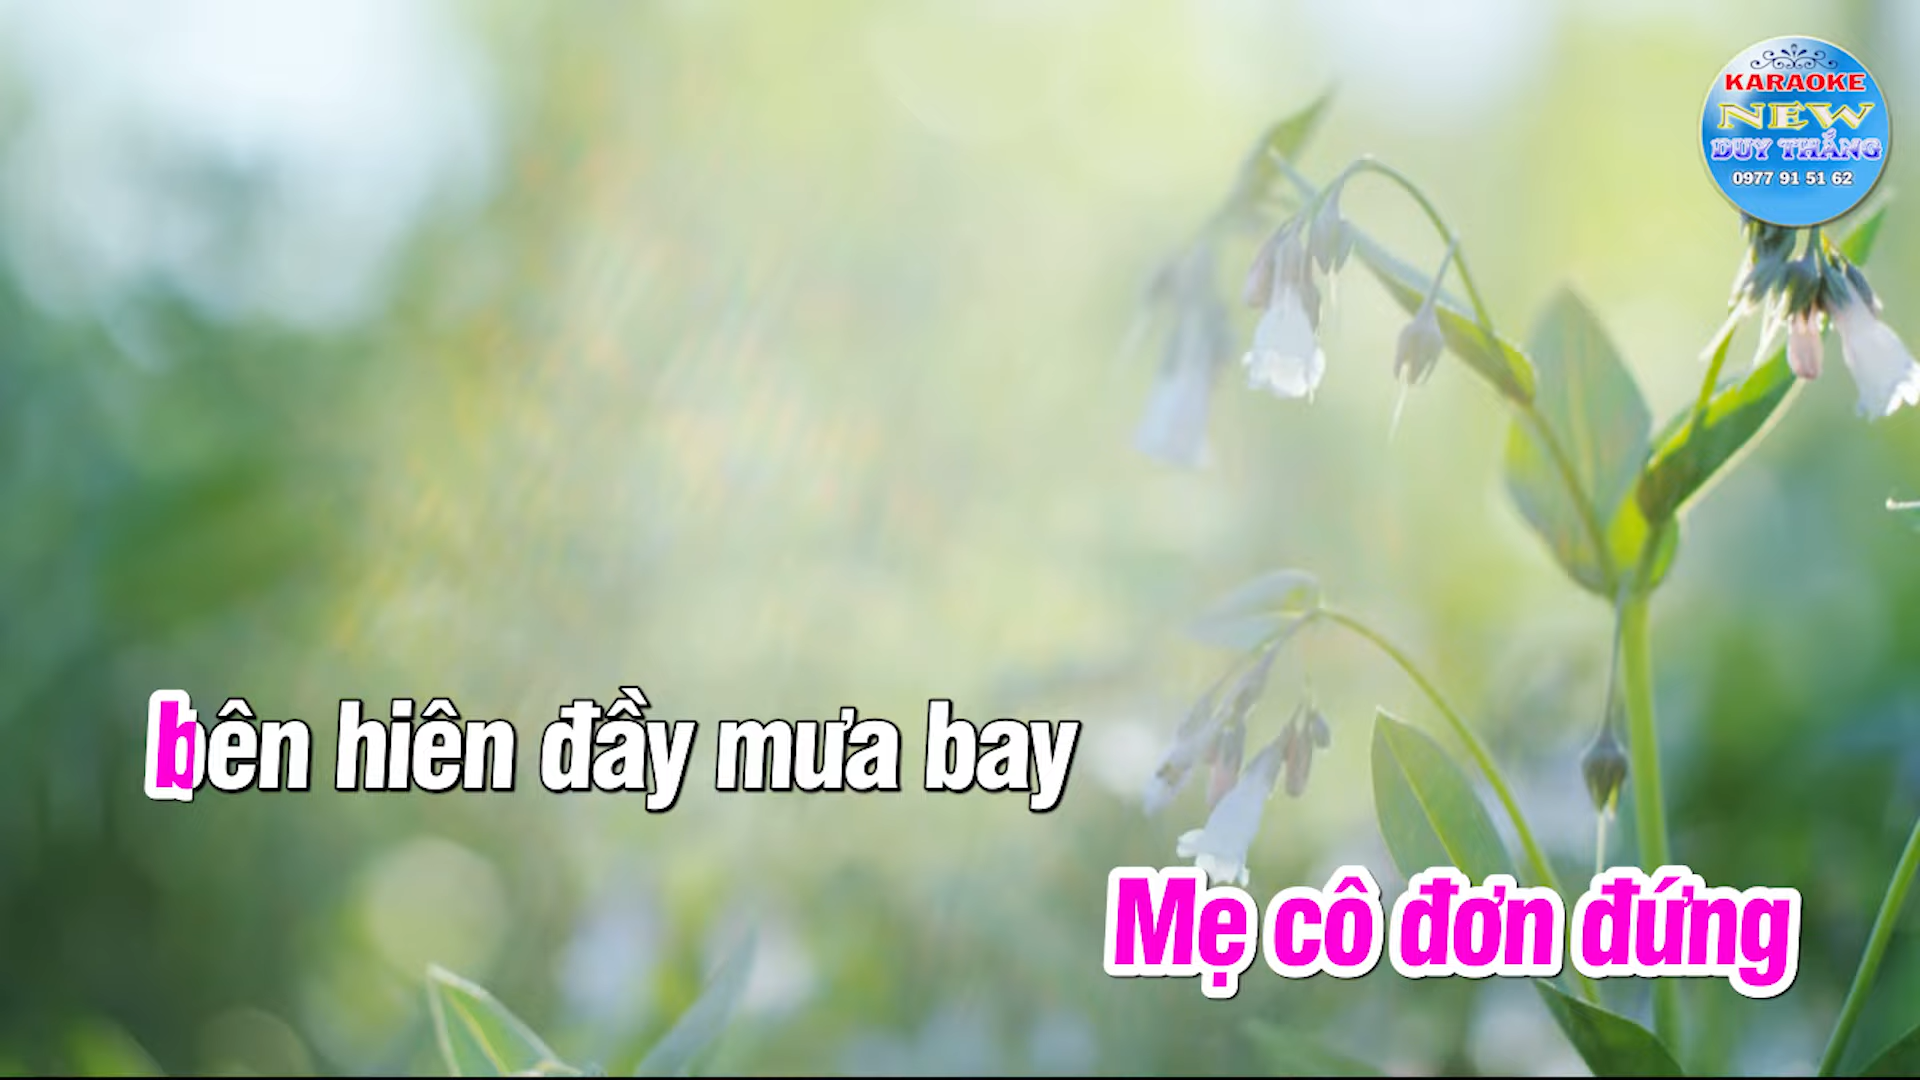 KARAOKE
NEW
DUY THẮNG
0977 91 51 62
bên hiên đầy mưa bay
Mẹ cô đơn đứng